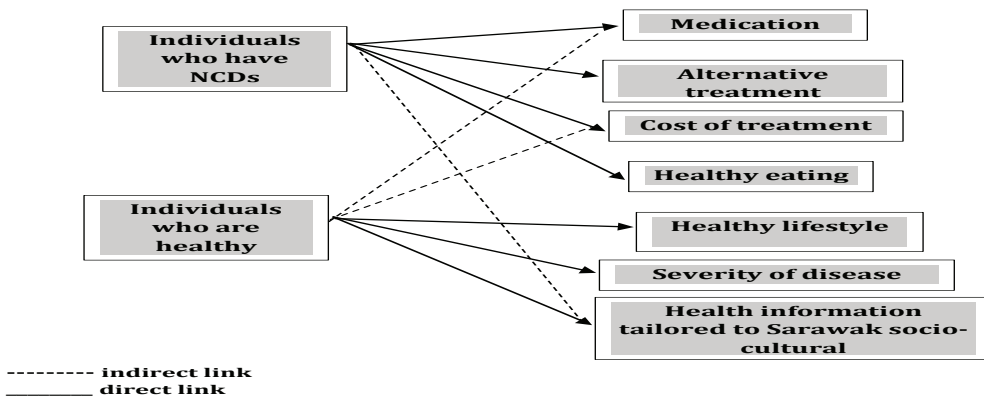 Individuals
who have
NCDs
Medication
Alternative
treatment
Cost of treatment
Healthy eating
Individuals
who are
healthy
Healthy lifestyle
Severity of disease
Health information
tailored to Sarawak socio-
cultural
--------- indirect link
________ direct link